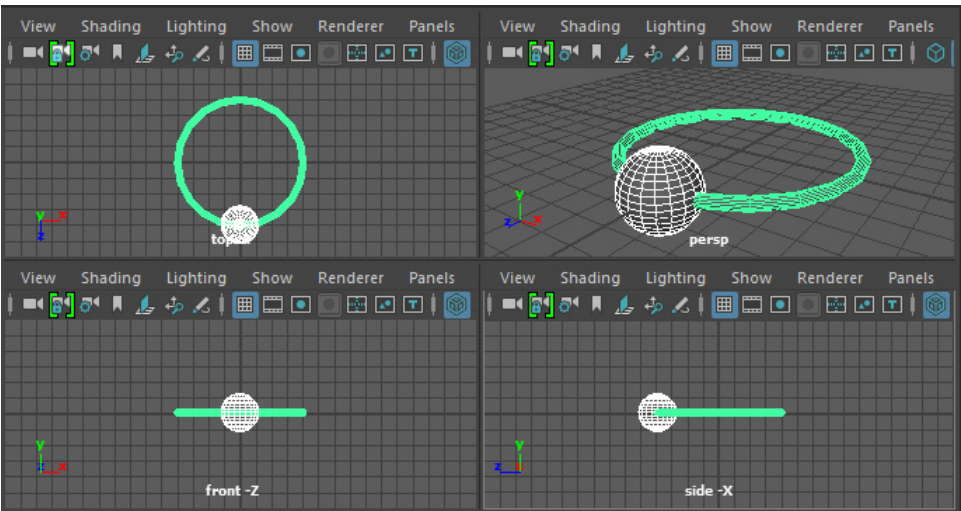 View Shading Lighting Show Renderer Panels
View Shading Lighting Show Renderer Panels
T
T
y x
z
y
z x
persp
View Shading Lighting Show Renderer Panels
View Shading Lighting Show Renderer Panels
T
T
y
z x
y
z
front -Z
side -X